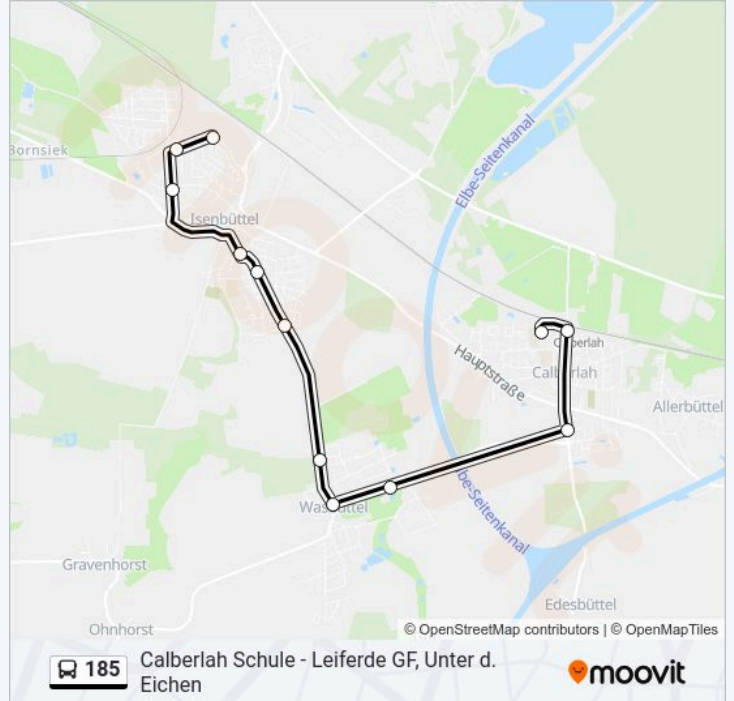 Elbe-Seitenkanal
Bornsiek
Isenbüttel
Calberlah
Hauptstraße
Calberlah
Allerbüttel
Elbe-Seitenkanal
Gravenhorst
Edesbüttel
Ohnhorst
© OpenStreetMap contributors | © OpenMapTiles
185
Calberlah Schule - Leiferde GF, Unter d.
Eichen
moovit